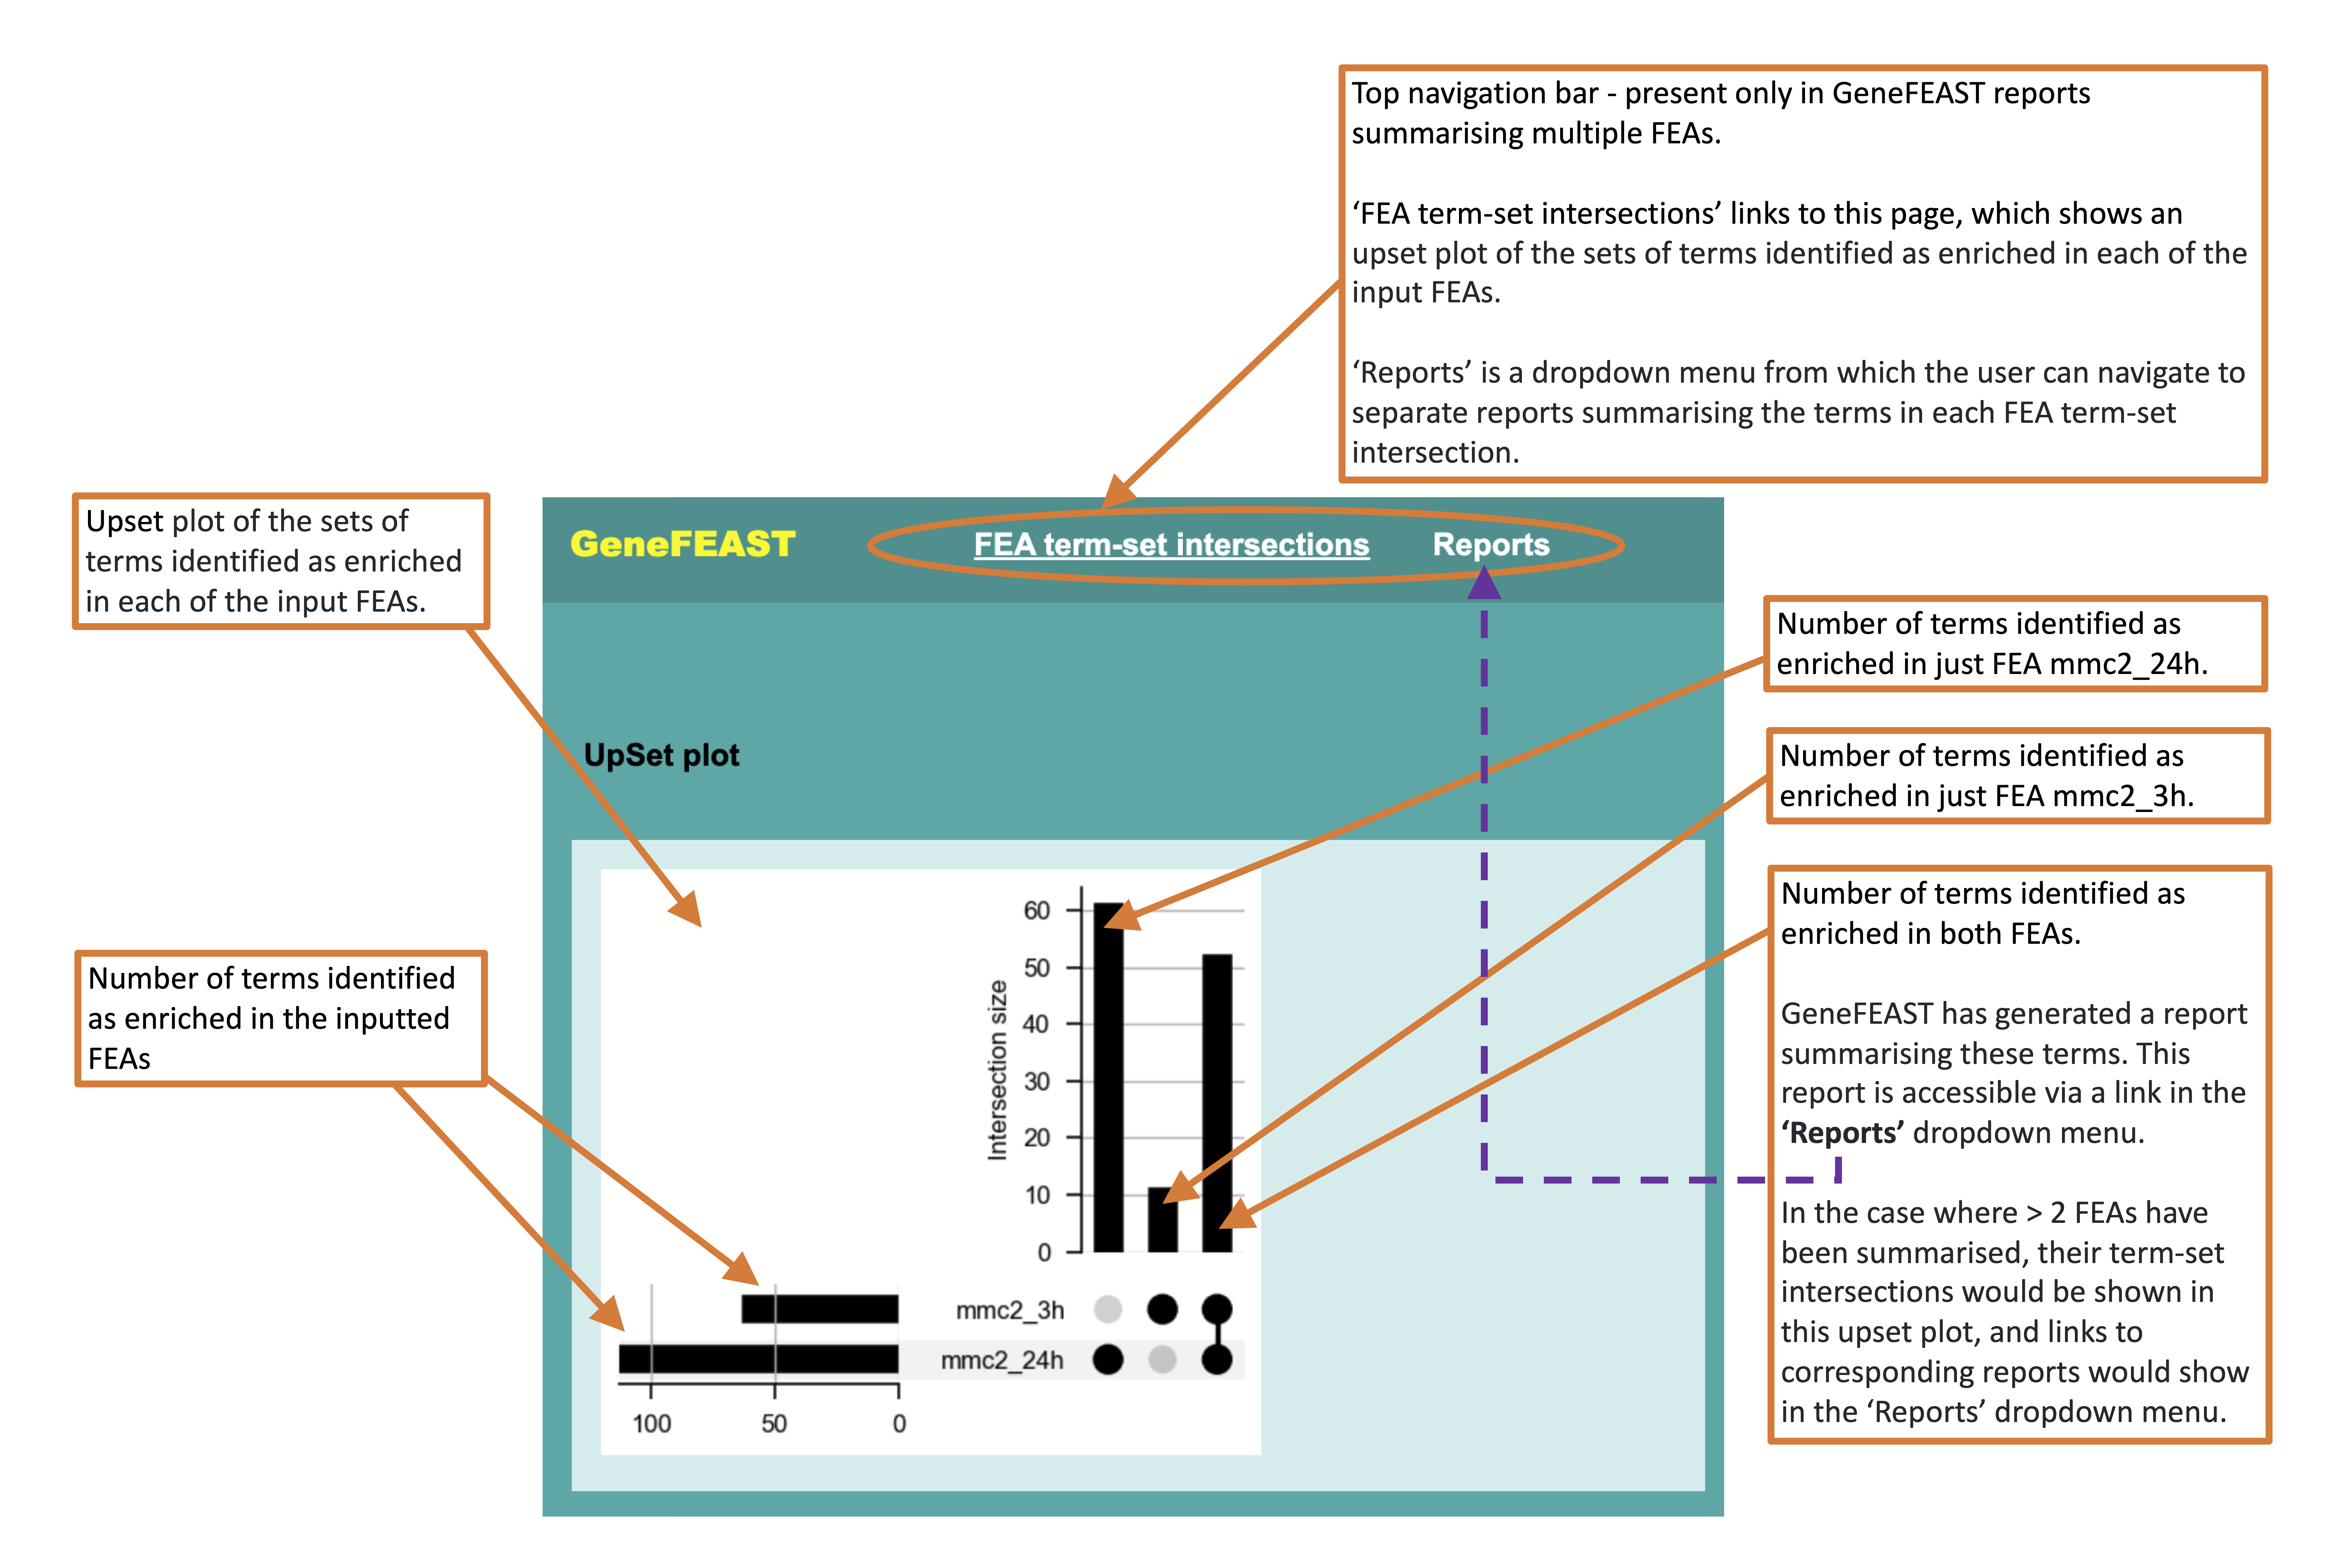 Top navigation bar - present only in GeneFEAST reports
summarising multiple FEAs.
‘FEA term-set intersections’ links to this page, which shows an
upset plot of the sets of terms identified as enriched in each of the
input FEAs.
‘Reports’ is a dropdown menu from which the user can navigate to
separate reports summarising the terms in each FEA term-set
intersection.
Upset plot of the sets of
terms identified as enriched
in each of the input FEAs.
GeneFEAST FEA term-set intersections Reports
Number of terms identified as
enriched in just FEA mmc2_24h.
UpSet plot
Number of terms identified as
enriched in just FEA mmc2_3h.
Number of terms identified as
enriched in both FEAs.
GeneFEAST has generated a report
summarising these terms. This
report is accessible via a link in the
‘Reports’ dropdown menu.
In the case where > 2 FEAs have
been summarised, their term-set
intersections would be shown in
this upset plot, and links to
corresponding reports would show
in the ‘Reports’ dropdown menu.
Number of terms identified
as enriched in the inputted
FEAs
Intersection size
60
50
40
30
20
10
0
mmc2_3h
mmc2_24h
100 50 0